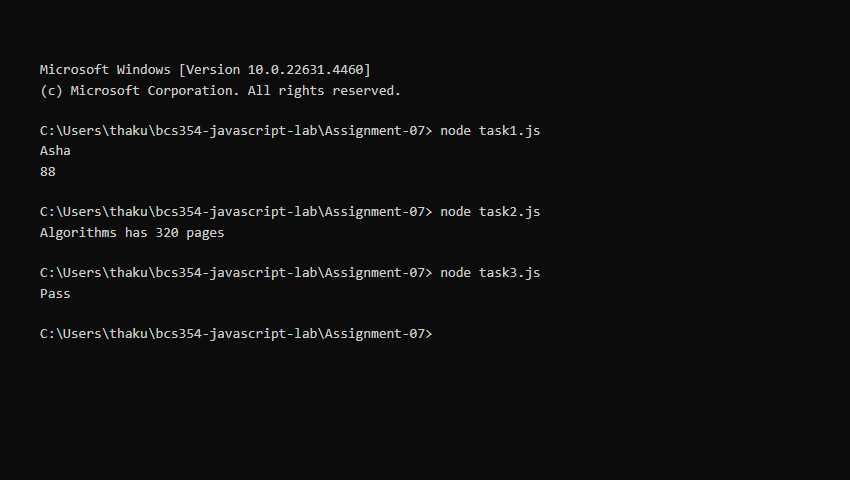 Microsoft Windows [Version 10.0.22631.4460]
(c) Microsoft Corporation. All rights reserved.
C:\Users\thaku\bcs354-javascript-lab\Assignment-07> node task1.js
Asha
88
C:\Users\thaku\bcs354-javascript-lab\Assignment-07> node task2.js
Algorithms has 320 pages
C:\Users\thaku\bcs354-javascript-lab\Assignment-07> node task3.js
Pass
C:\Users\thaku\bcs354-javascript-lab\Assignment-07>